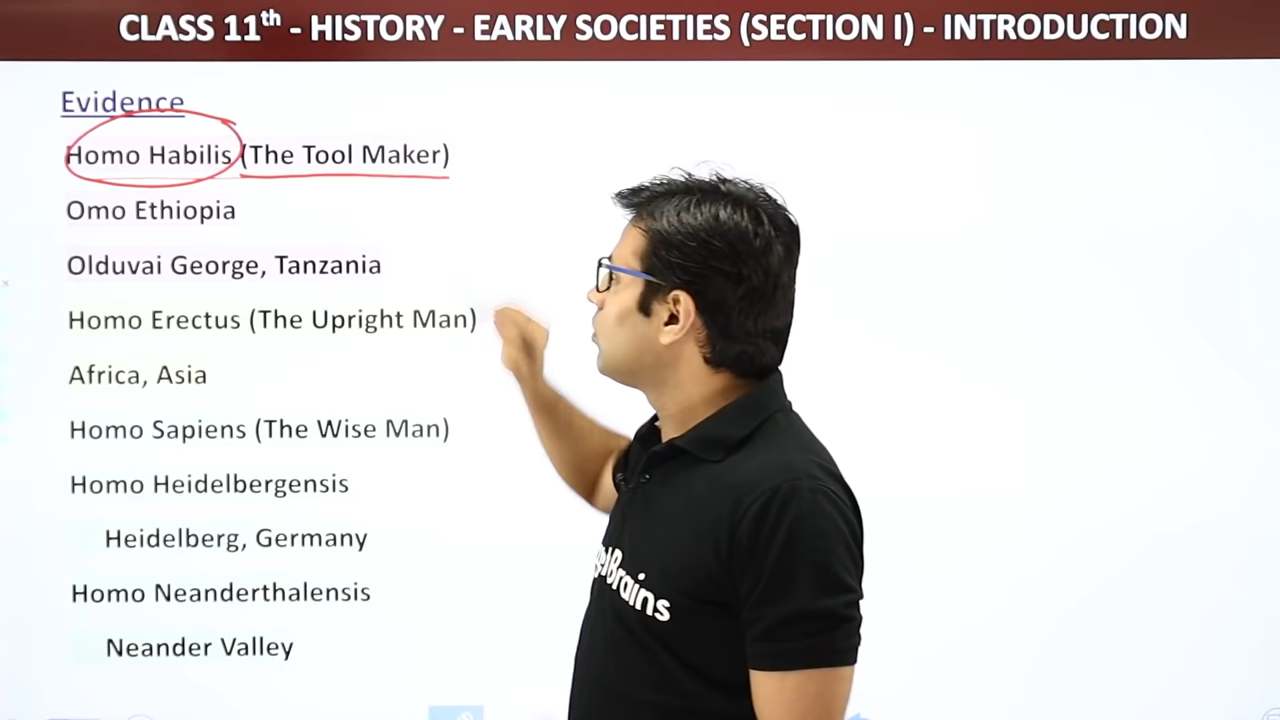 CLASS 11th - HISTORY - EARLY SOCIETIES (SECTION I) - INTRODUCTION
Evidence
Homo Habilis (The Tool Maker)
Omo Ethiopia
Olduvai George, Tanzania
Homo Erectus (The Upright Man)
Africa, Asia
Homo Sapiens (The Wise Man)
Homo Heidelbergensis
Heidelberg, Germany
Homo Neanderthalensis
Neander Valley